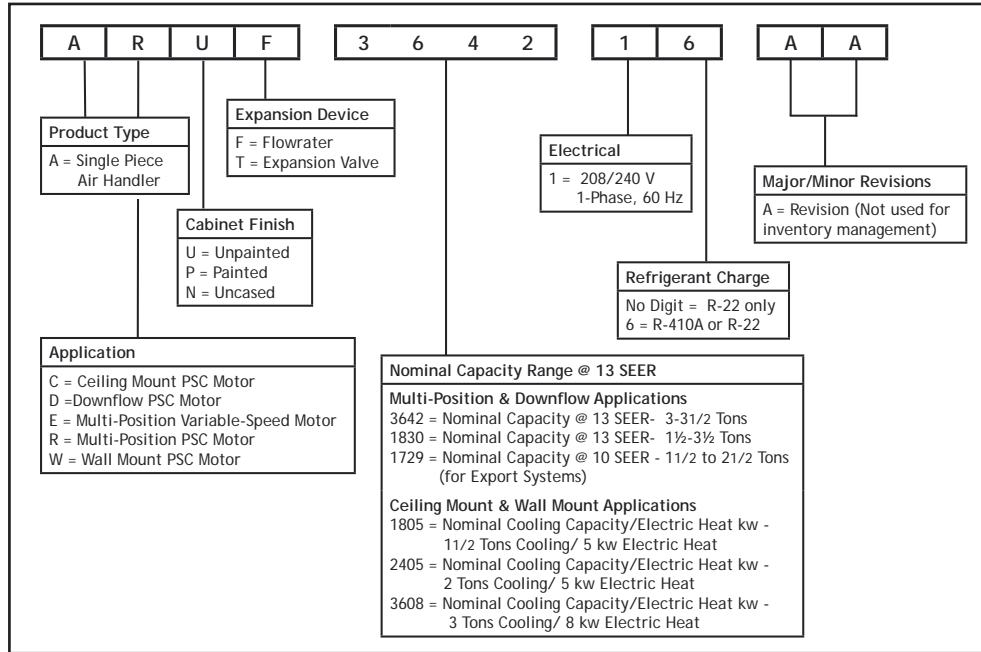 A R U F 3 6 4 2 1 6 A A
Product Type
A = Single Piece
Air Handler
Expansion Device
F = Flowrater
T = Expansion Valve
Cabinet Finish
U = Unpainted
P = Painted
N = Uncased
Application
C = Ceiling Mount PSC Motor
D =Downflow PSC Motor
E = Multi-Position Variable-Speed Motor
R = Multi-Position PSC Motor
W = Wall Mount PSC Motor
Electrical
1 = 208/240 V
1-Phase, 60 Hz
Major/Minor Revisions
A = Revision (Not used for
inventory management)
Refrigerant Charge
No Digit = R-22 only
6 = R-410A or R-22
Nominal Capacity Range @ 13 SEER
Multi-Position & Downflow Applications
3642 = Nominal Capacity @ 13 SEER- 3-31/2 Tons
1830 = Nominal Capacity @ 13 SEER- 1½-3½ Tons
1729 = Nominal Capacity @ 10 SEER - 11/2 to 21/2 Tons
(for Export Systems)
Ceiling Mount & Wall Mount Applications
1805 = Nominal Cooling Capacity/Electric Heat kw -
11/2 Tons Cooling/ 5 kw Electric Heat
2405 = Nominal Cooling Capacity/Electric Heat kw -
2 Tons Cooling/ 5 kw Electric Heat
3608 = Nominal Cooling Capacity/Electric Heat kw -
3 Tons Cooling/ 8 kw Electric Heat